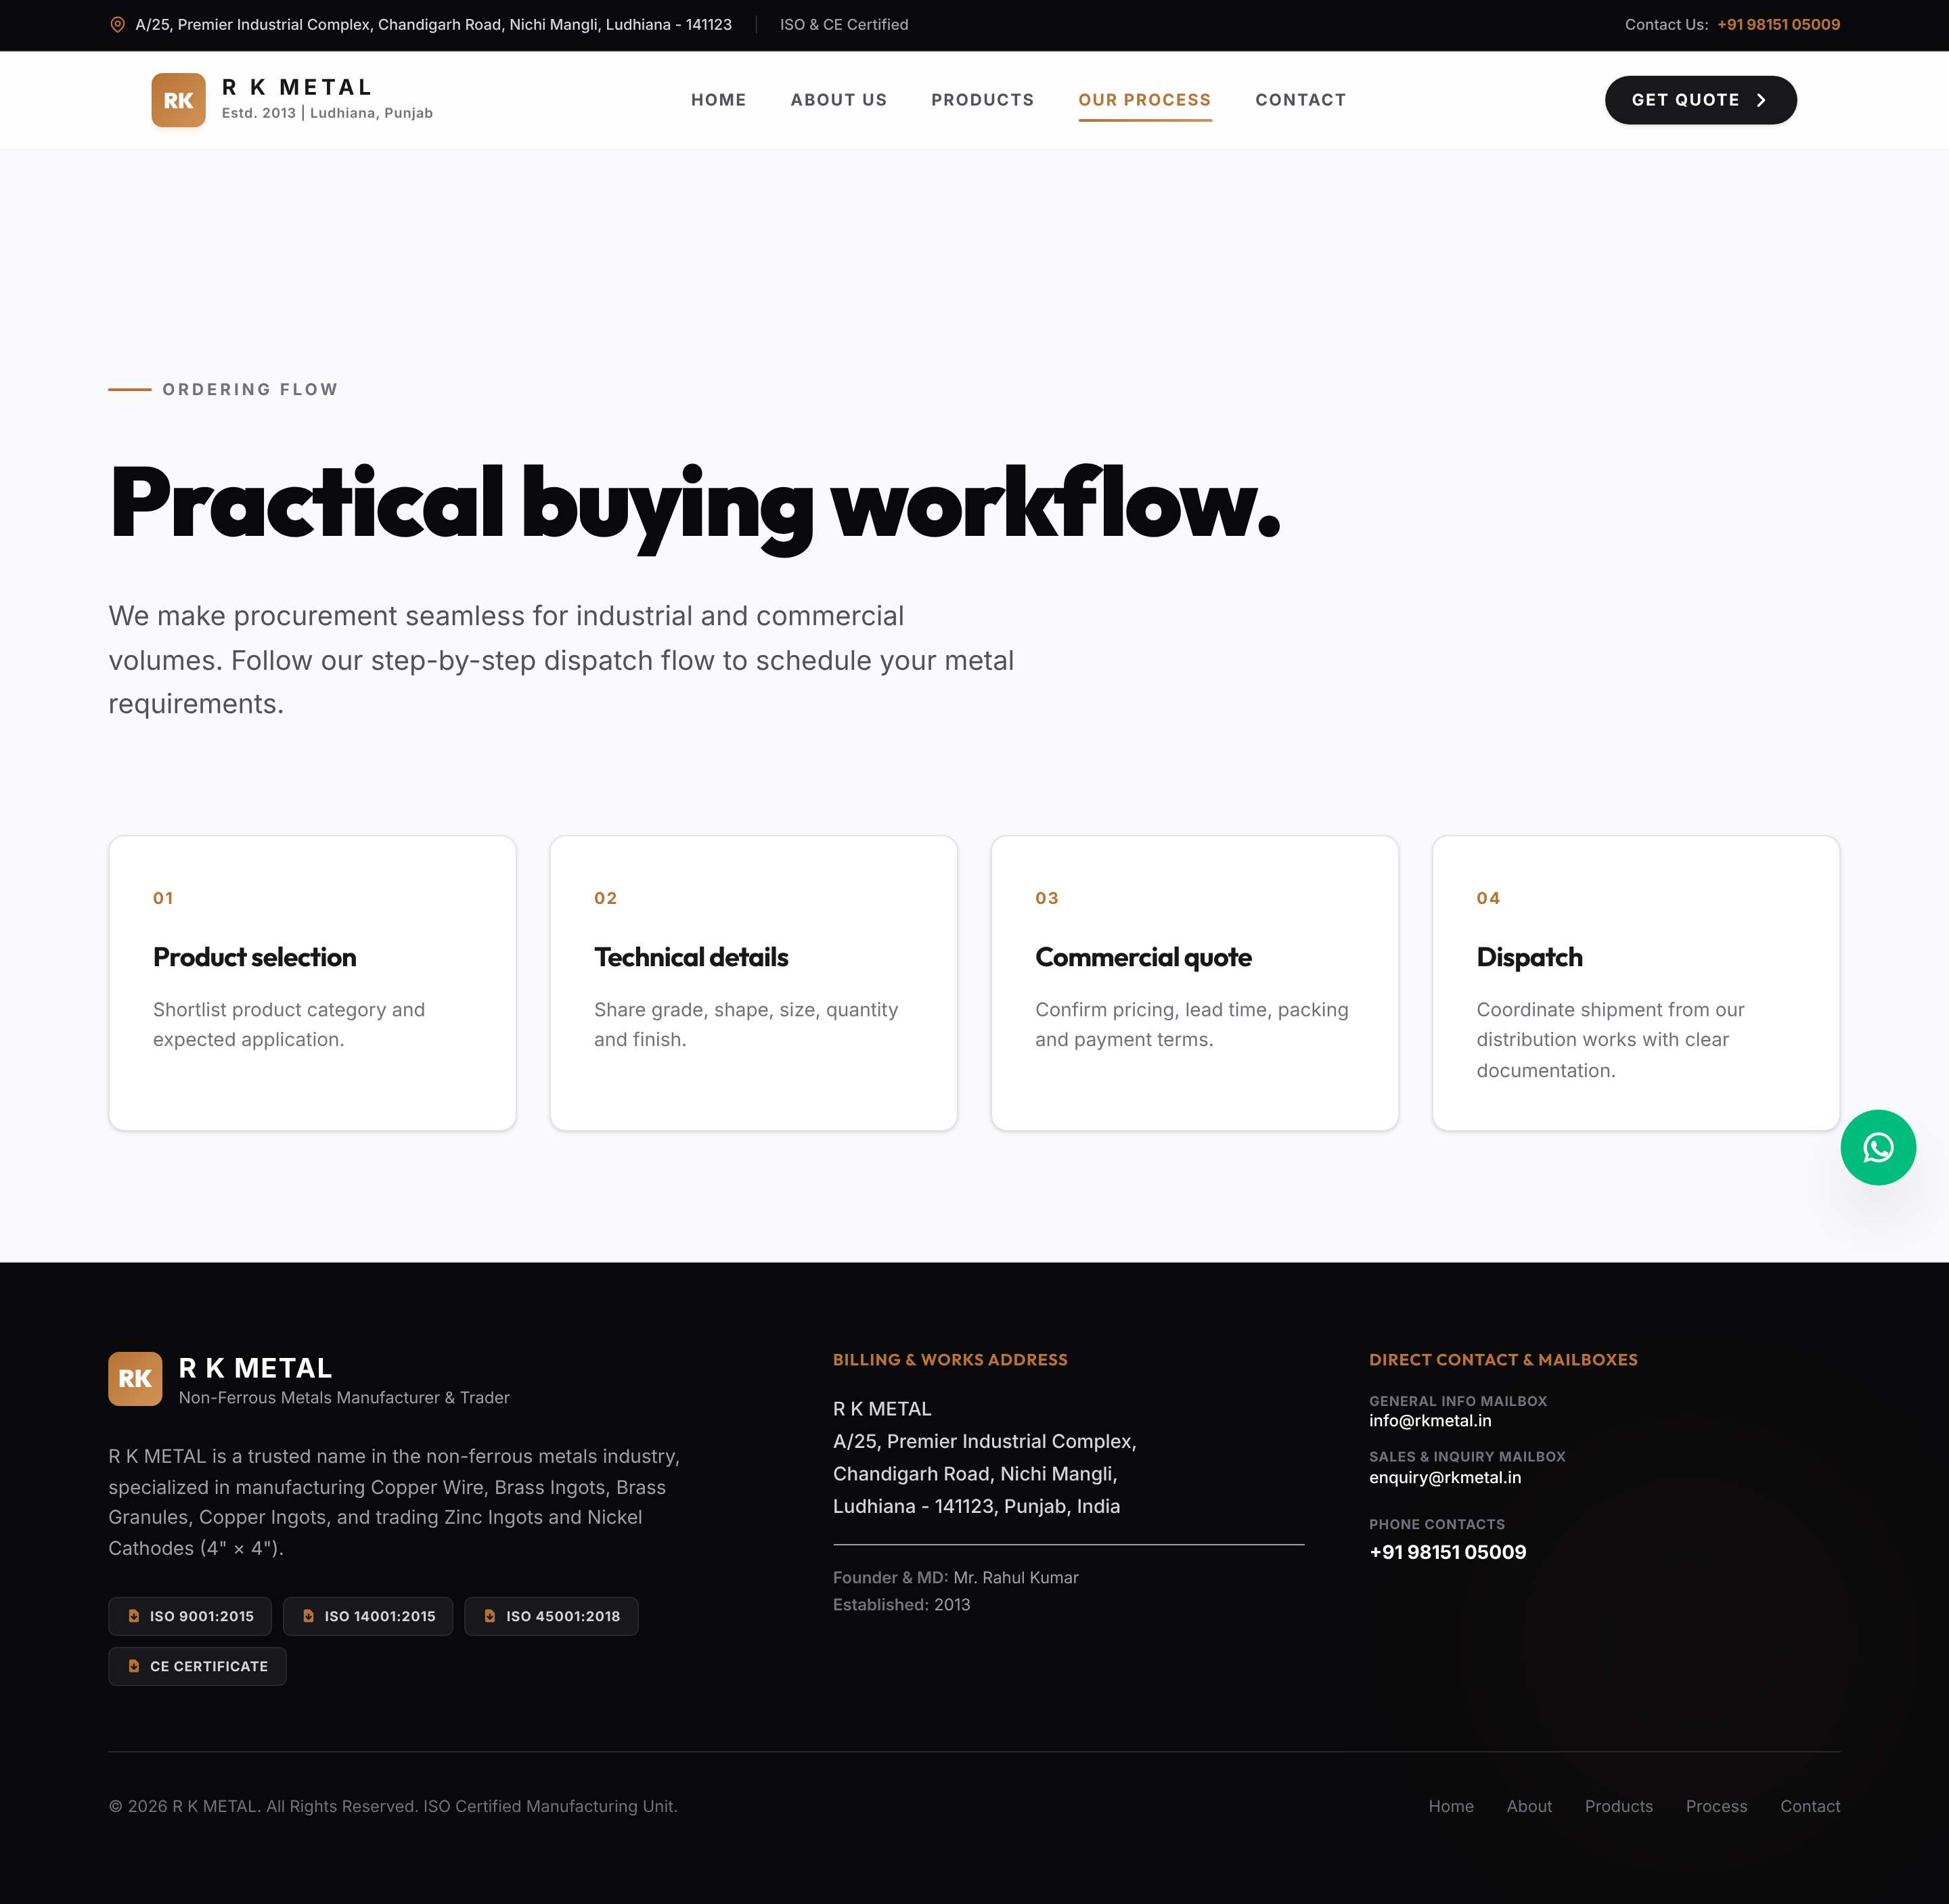 A/25, Premier Industrial Complex, Chandigarh Road, Nichi Mangli, Ludhiana - 141123
ISO & CE Certified
Contact Us: +91 98151 05009
RK
R K METAL
Estd. 2013 | Ludhiana, Punjab
HOME
ABOUT US
PRODUCTS
OUR PROCESS
CONTACT
GET QUOTE
ORDERING FLOW
Practical buying workflow.
We make procurement seamless for industrial and commercial
volumes. Follow our step-by-step dispatch flow to schedule your metal
requirements.
01
Product selection
Shortlist product category and
expected application.
02
Technical details
Share grade, shape, size, quantity
and finish.
03
Commercial quote
Confirm pricing, lead time, packing
and payment terms.
04
Dispatch
Coordinate shipment from our
distribution works with clear
documentation.
RK
R K METAL
Non-Ferrous Metals Manufacturer & Trader
R K METAL is a trusted name in the non-ferrous metals industry,
specialized in manufacturing Copper Wire, Brass Ingots, Brass
Granules, Copper Ingots, and trading Zinc Ingots and Nickel
Cathodes (4" × 4").
ISO 9001:2015
ISO 14001:2015
ISO 45001:2018
CE CERTIFICATE
BILLING & WORKS ADDRESS
R K METAL
A/25, Premier Industrial Complex,
Chandigarh Road, Nichi Mangli,
Ludhiana - 141123, Punjab, India
Founder & MD: Mr. Rahul Kumar
Established: 2013
DIRECT CONTACT & MAILBOXES
GENERAL INFO MAILBOX
info@rkmetal.in
SALES & INQUIRY MAILBOX
enquiry@rkmetal.in
PHONE CONTACTS
+91 98151 05009
© 2026 R K METAL. All Rights Reserved. ISO Certified Manufacturing Unit.
Home
About
Products
Process
Contact